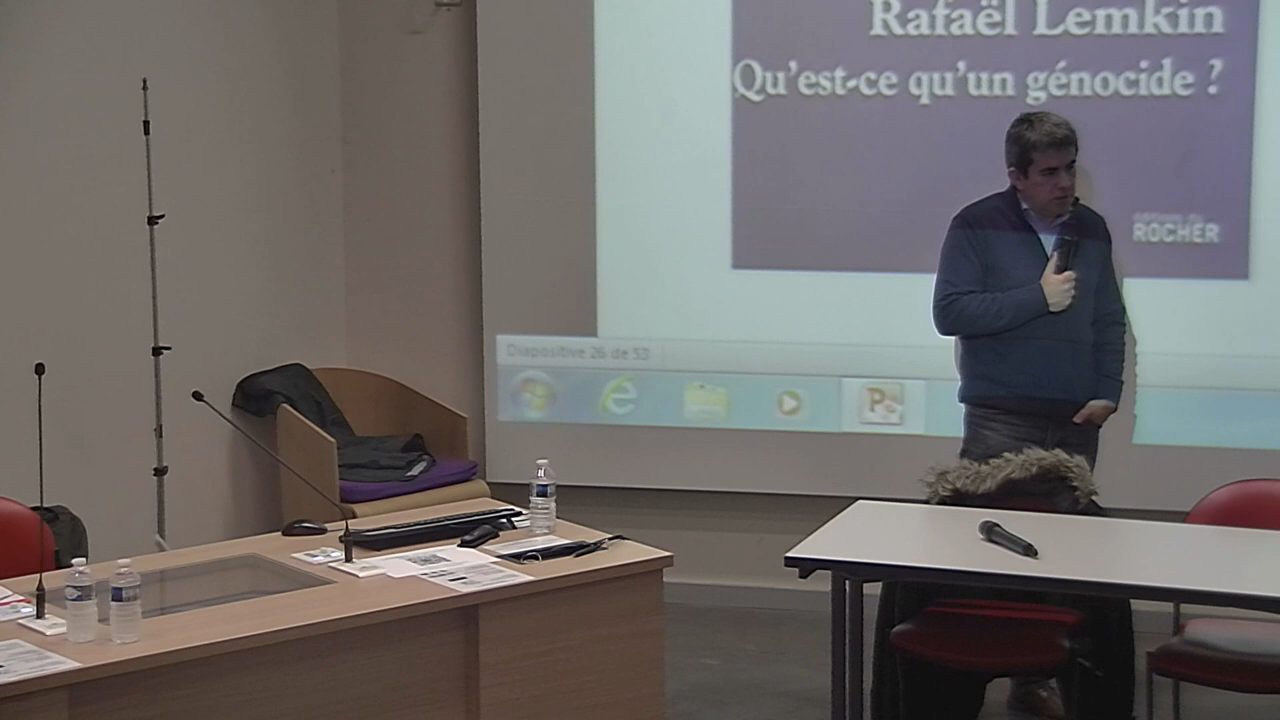 Rafaël Lemkin
Qu'est-ce qu'un génocide ?
ROCHER
Diapositive 26 de 53